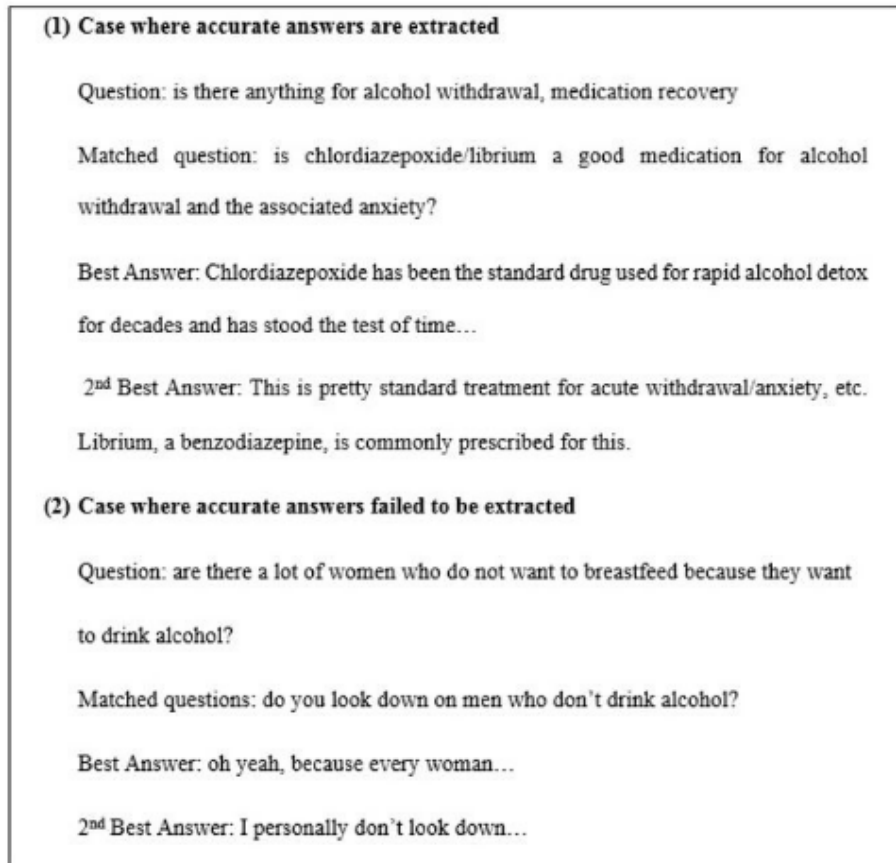 (1) Case where accurate answers are extracted
Question: is there anything for alcohol withdrawal, medication recovery
Matched question: is chlordiazepoxide/librium a good medication for alcohol
withdrawal and the associated anxiety?
Best Answer: Chlordiazepoxide has been the standard drug used for rapid alcohol detox
for decades and has stood the test of time…
2nd Best Answer: This is pretty standard treatment for acute withdrawal/anxiety, etc.
Librium, a benzodiazepine, is commonly prescribed for this.
(2) Case where accurate answers failed to be extracted
Question: are there a lot of women who do not want to breastfeed because they want
to drink alcohol?
Matched questions: do you look down on men who don’t drink alcohol?
Best Answer: oh yeah, because every woman…
2nd Best Answer: I personally don’t look down…